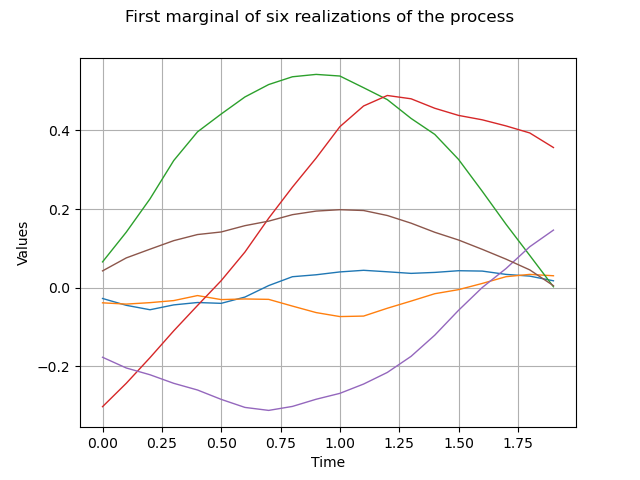 First marginal of six realizations of the process
Values
0.4
0.2
0.0
−0.2
0.00 0.25 0.50 0.75 1.00 1.25 1.50 1.75
Time